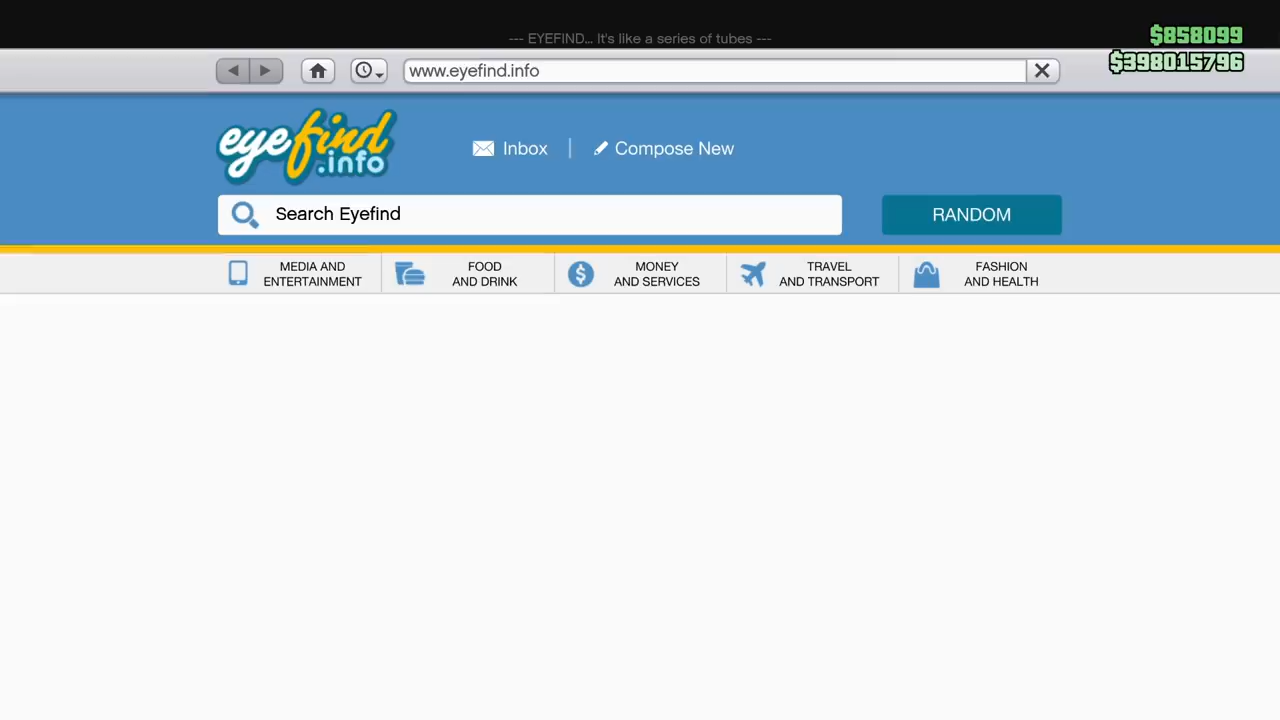 --- EYEFIND... It's like a series of tubes ---
$858099
$398015796
www.eyefind.info
eyefind
.info
Inbox | Compose New
Search Eyefind
RANDOM
MEDIA AND
ENTERTAINMENT
FOOD
AND DRINK
MONEY
AND SERVICES
TRAVEL
AND TRANSPORT
FASHION
AND HEALTH